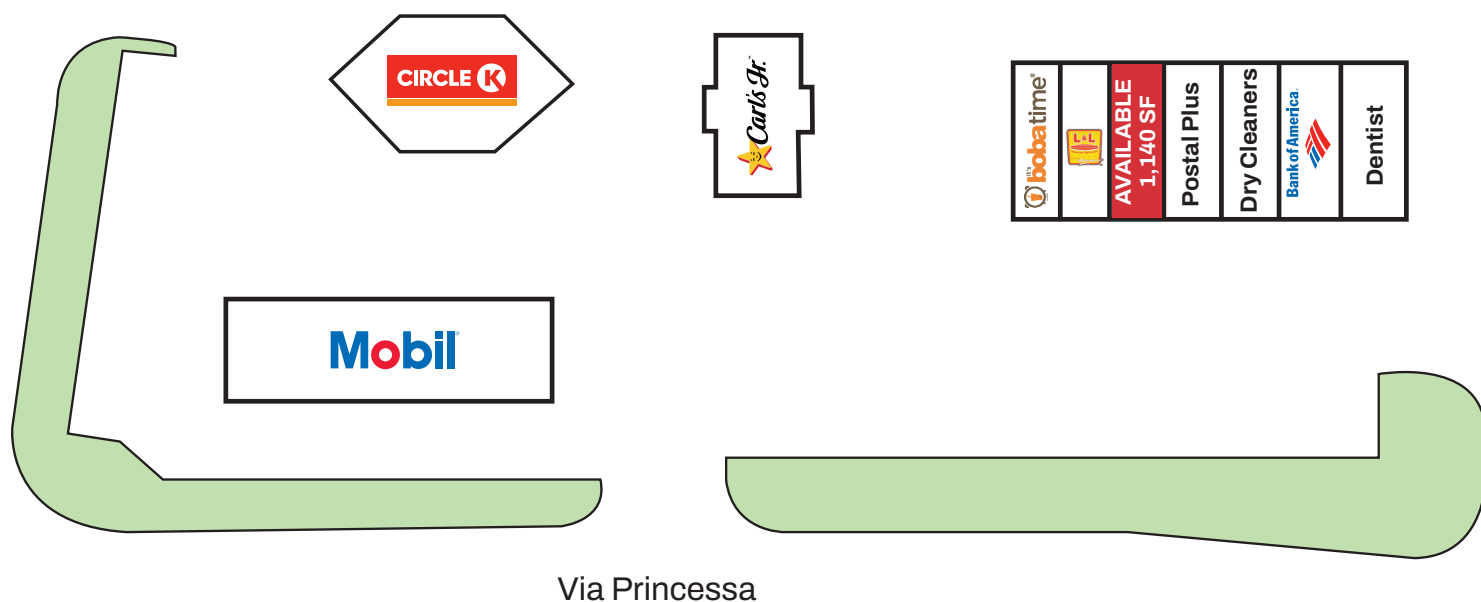 CIRCLE K
Carl's Jr.
it's
bobatime®
L&L
AVAILABLE
1,140 SF
Postal Plus
Dry Cleaners
Bank of America
Dentist
Mobil
Via Princessa